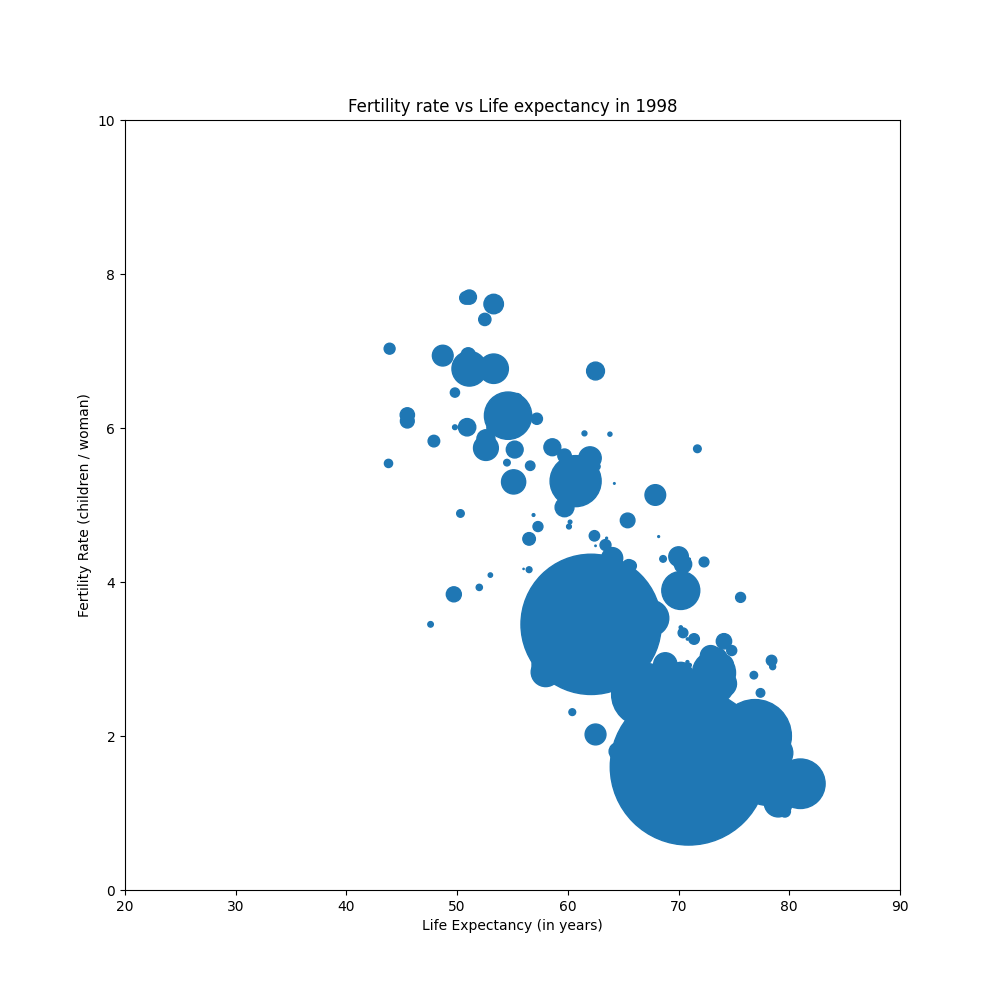 Fertility rate vs Life expectancy in 1998
10
8
6
4
2
0
Fertility Rate (children / woman)
20 30 40 50 60 70 80 90
Life Expectancy (in years)